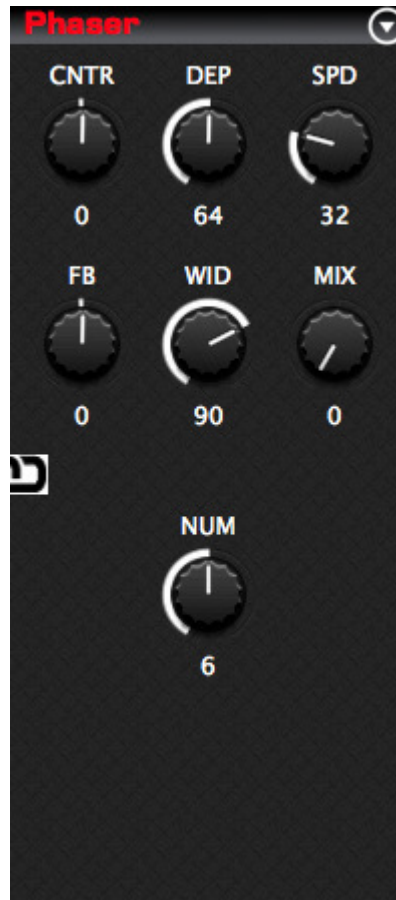 Phaser
CNTR DEP SPD
0 64 32
FB WID MIX
0 90 0
NUM
6